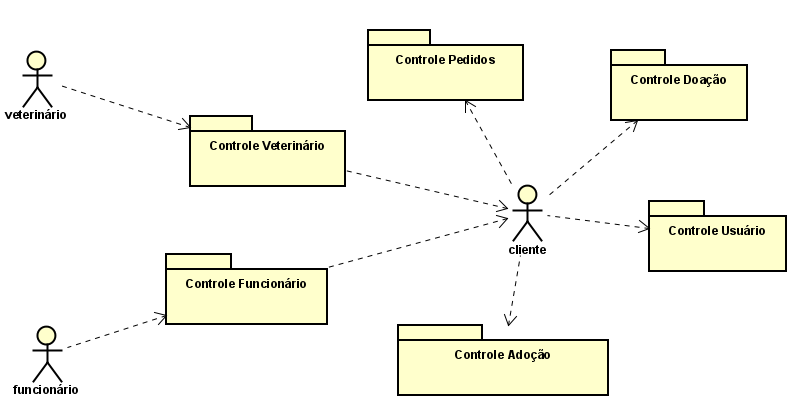 Controle Pedidos
Controle Doação
veterinário
Controle Veterinário
Controle Usuário
cliente
Controle Funcionário
Controle Adoção
funcionário